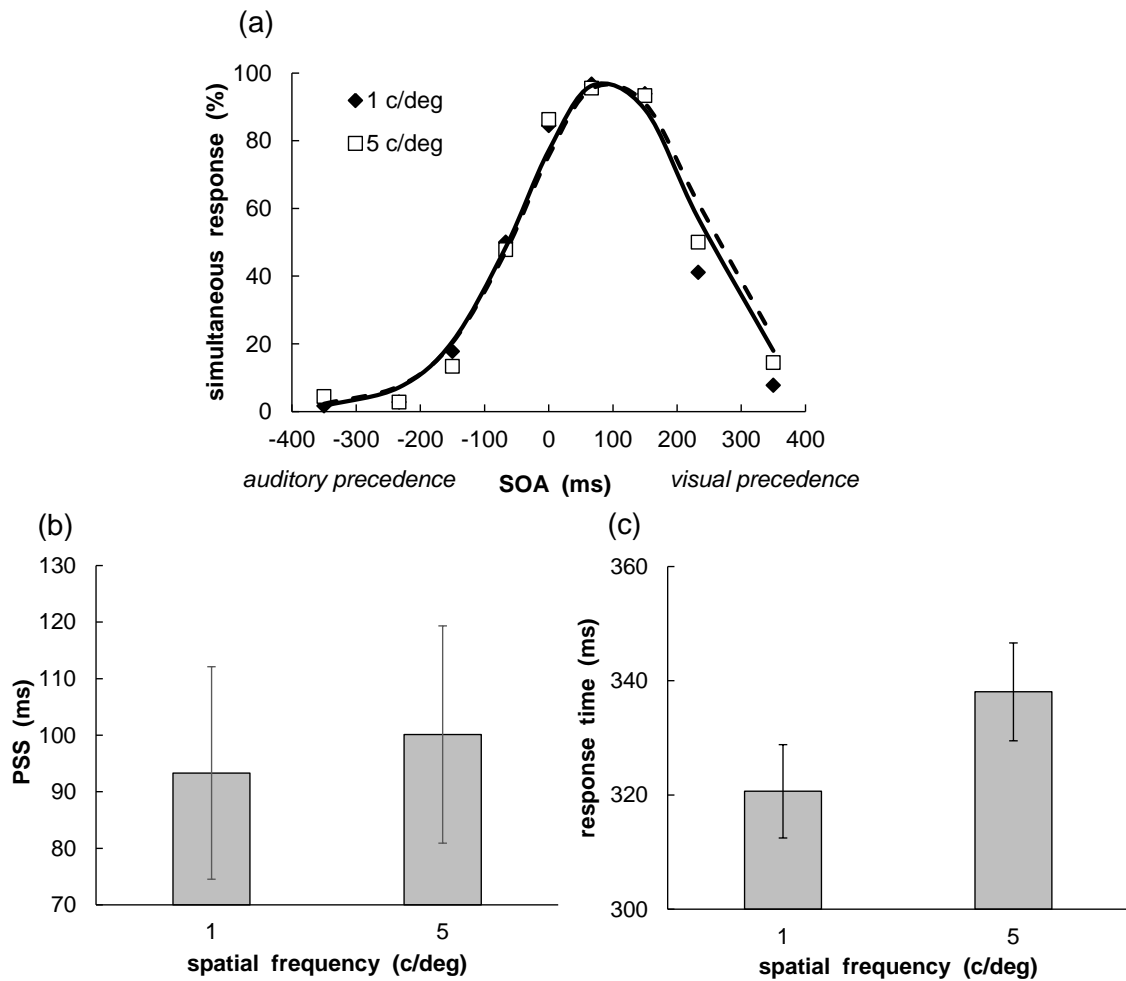 (a)
simultaneous response (%)
100
80
60
40
20
0
1 c/deg
5 c/deg
-400 -300 -200 -100 0 100 200 300 400
auditory precedence SOA (ms) visual precedence
(b)
PSS (ms)
130
120
110
100
90
80
70
1 5
spatial frequency (c/deg)
(c)
response time (ms)
360
340
320
300
1 5
spatial frequency (c/deg)